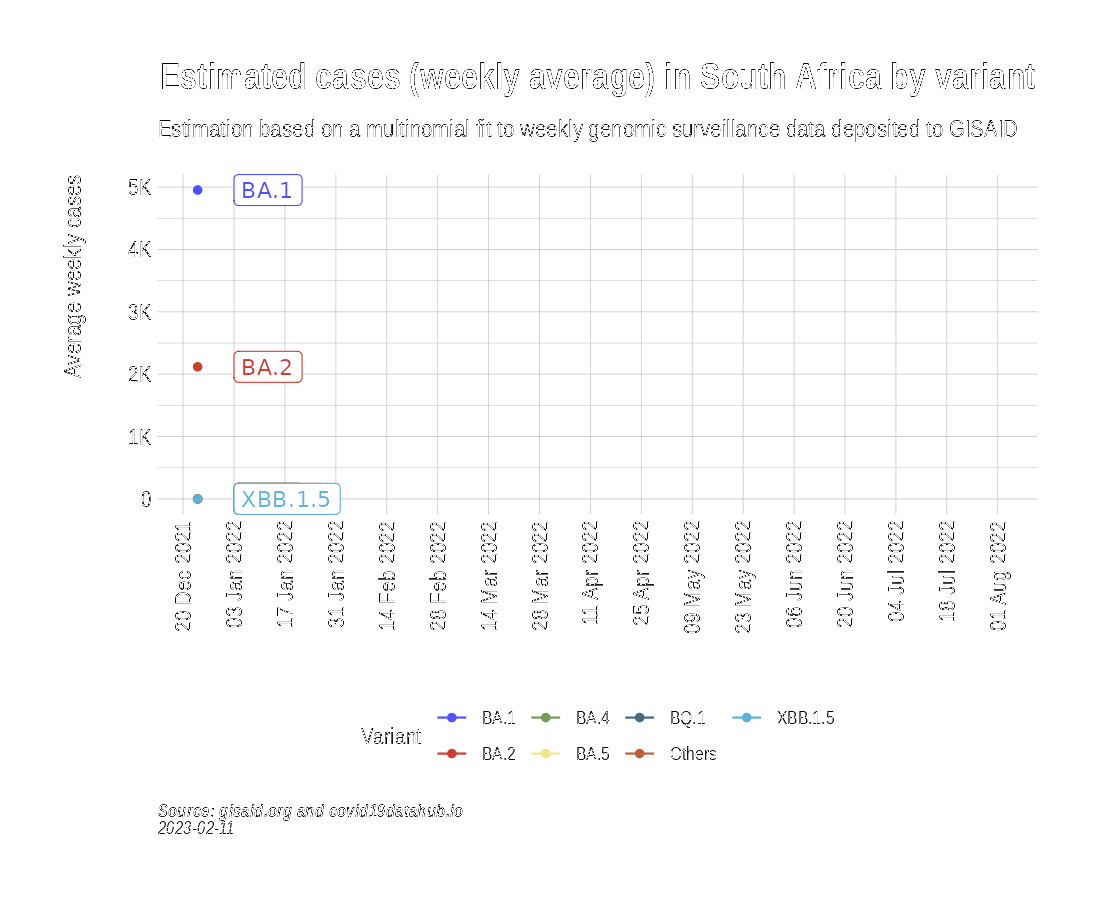 Estimated cases (weekly average) in South Africa by variant
Estimation based on a multinomial fit to weekly genomic surveillance data deposited to GISAID
Average weekly cases
5K
4K
3K
2K
1K
0
BA.1
BA.2
XBB.1.5
20 Dec 2021
03 Jan 2022
17 Jan 2022
31 Jan 2022
14 Feb 2022
28 Feb 2022
14 Mar 2022
28 Mar 2022
11 Apr 2022
25 Apr 2022
09 May 2022
23 May 2022
06 Jun 2022
20 Jun 2022
04 Jul 2022
18 Jul 2022
01 Aug 2022
Variant
BA.1 BA.4 BQ.1 XBB.1.5
BA.2 BA.5 Others
Source: gisaid.org and covid19datahub.io
2023-02-11